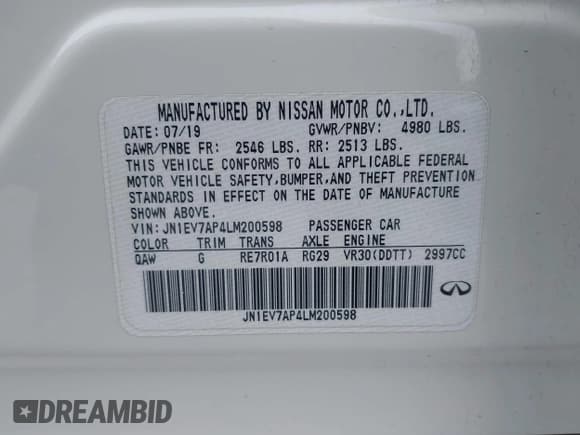 MANUFACTURED BY NISSAN MOTOR CO.,LTD.
DATE: 07/19 GVWR/PNBV: 4980 LBS.
GAWR/PNBE FR: 2546 LBS. RR: 2513 LBS.
THIS VEHICLE CONFORMS TO ALL APPLICABLE FEDERAL
MOTOR VEHICLE SAFETY,BUMPER,AND THEFT PREVENTION
STANDARDS IN EFFECT ON THE DATE OF MANUFACTURE
SHOWN ABOVE.
VIN: JN1EV7AP4LM200598 PASSENGER CAR
COLOR TRIM TRANS AXLE ENGINE
QAW G RE7R01A RG29 VR30(DDTT) 2997CC
JN1EV7AP4LM200598
DREAMBID